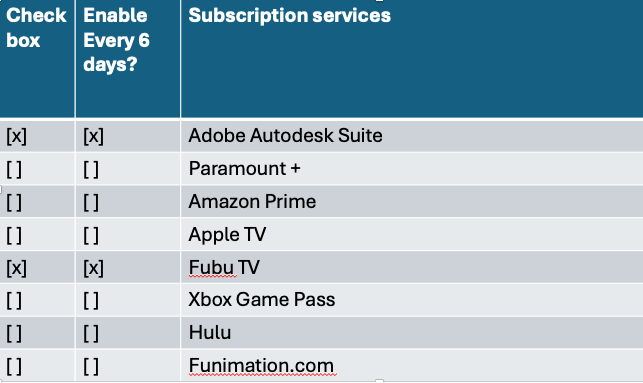 Check box Enable Every 6 days? Subscription services
[x] [x] Adobe Autodesk Suite
[ ] [ ] Paramount +
[ ] [ ] Amazon Prime
[ ] [ ] Apple TV
[x] [x] Fubu TV
[ ] [ ] Xbox Game Pass
[ ] [ ] Hulu
[ ] [ ] Funimation.com